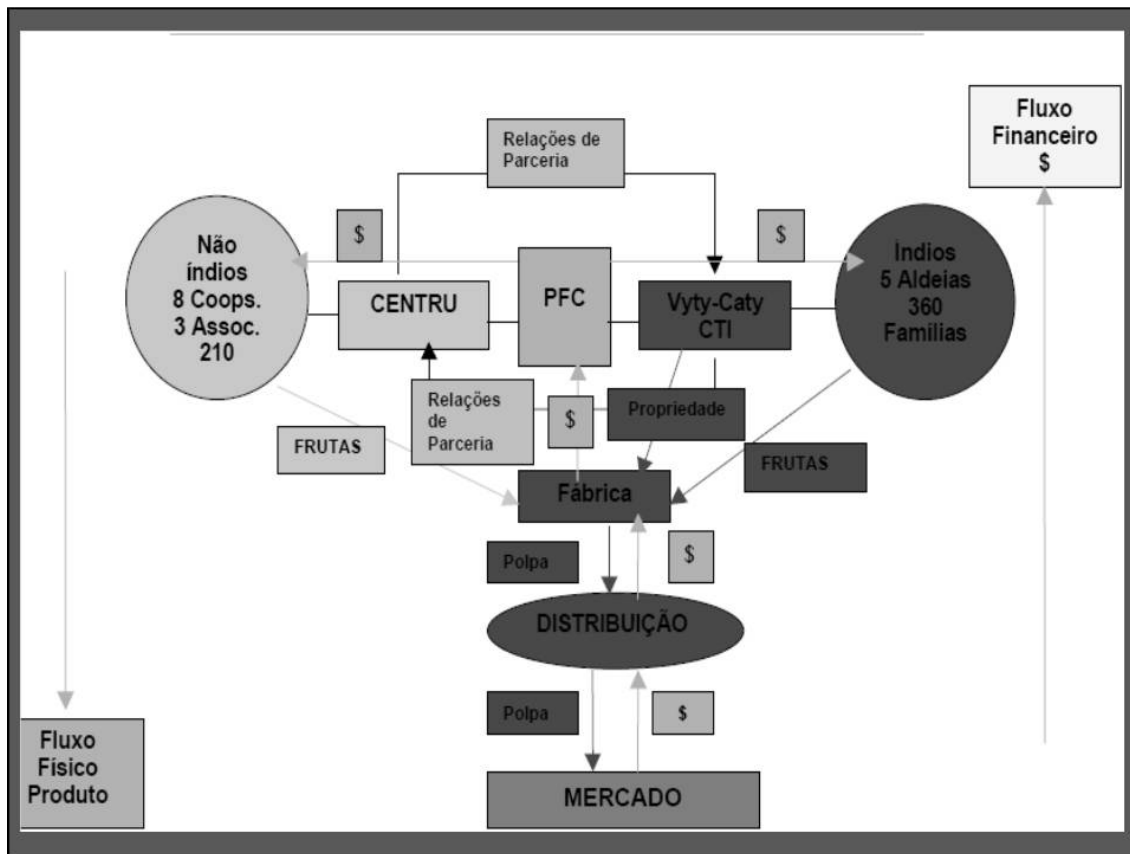 Fluxo
Financeiro
$
Relações de
Parceria
$
$
Não
índios
8 Coops.
3 Assoc.
210
CENTRU
PFC
Vyty-Caty
CTI
Índios
5 Aldeias
360
Famílias
Relações
de
Parceria
$
Propriedade
FRUTAS
FRUTAS
Fábrica
Polpa
$
DISTRIBUIÇÃO
Polpa
$
Fluxo
Físico
Produto
MERCADO